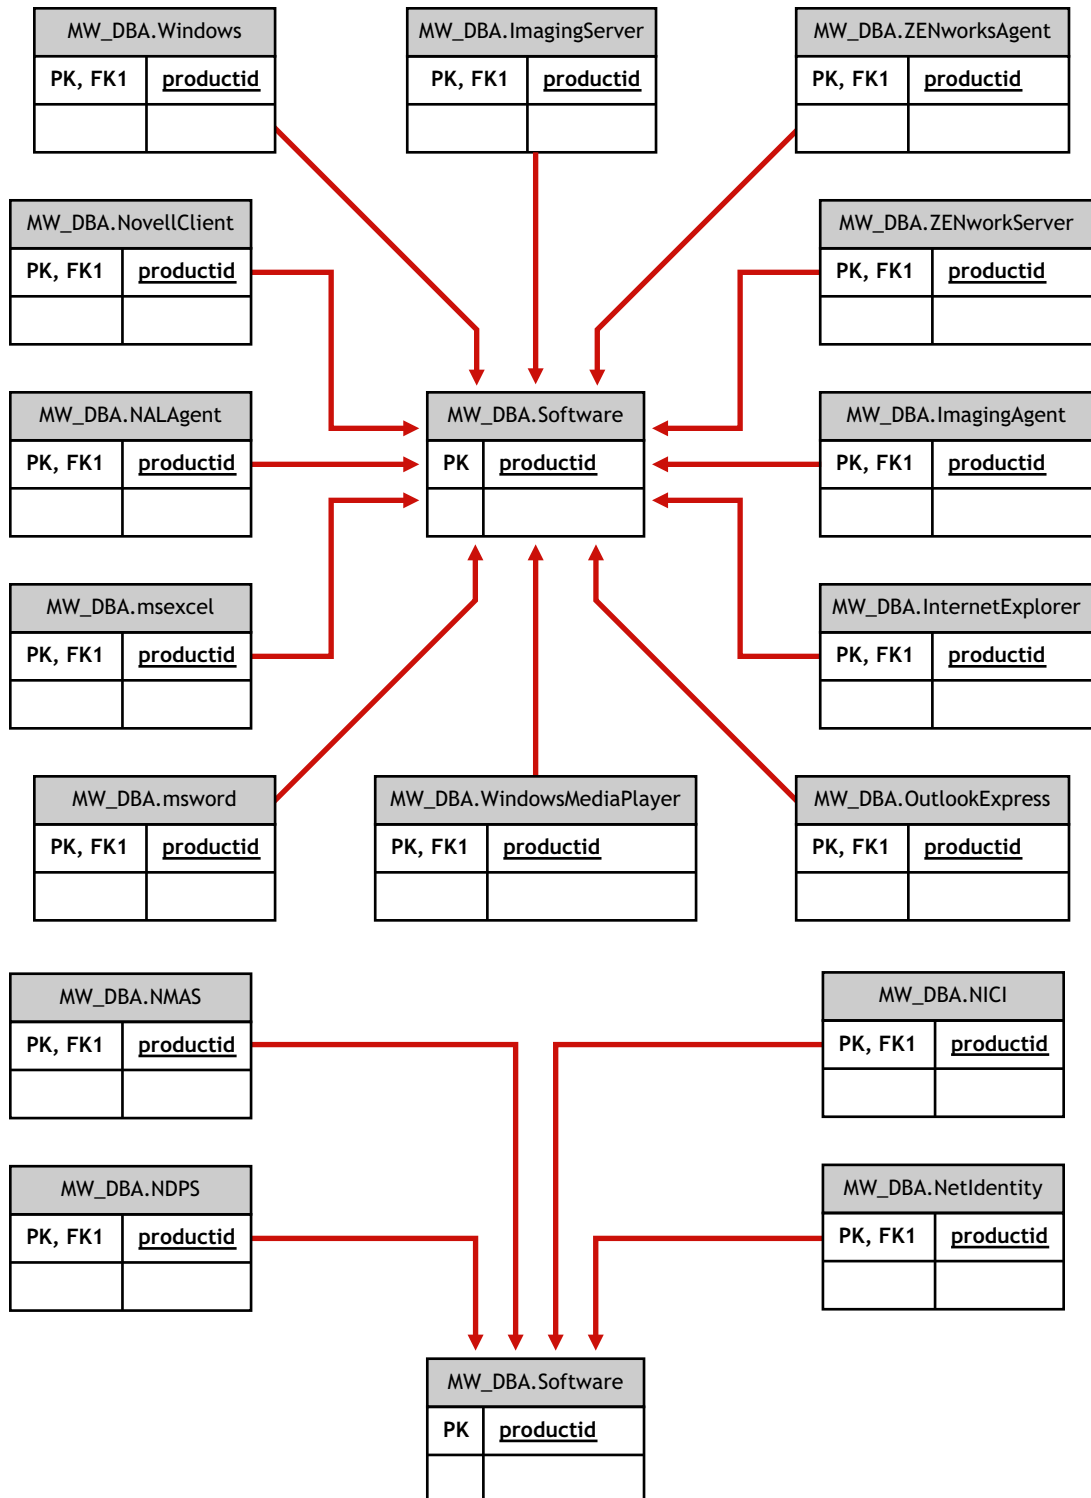 MW_DBA.Windows
PK, FK1 productid
MW_DBA.ImagingServer
PK, FK1 productid
MW_DBA.ZENworksAgent
PK, FK1 productid
MW_DBA.NovellClient
PK, FK1 productid
MW_DBA.ZENworkServer
PK, FK1 productid
MW_DBA.NALAgent
PK, FK1 productid
MW_DBA.Software
PK productid
MW_DBA.ImagingAgent
PK, FK1 productid
MW_DBA.msexcel
PK, FK1 productid
MW_DBA.InternetExplorer
PK, FK1 productid
MW_DBA.msword
PK, FK1 productid
MW_DBA.WindowsMediaPlayer
PK, FK1 productid
MW_DBA.OutlookExpress
PK, FK1 productid
MW_DBA.NMAS
PK, FK1 productid
MW_DBA.NICI
PK, FK1 productid
MW_DBA.NDPS
PK, FK1 productid
MW_DBA.NetIdentity
PK, FK1 productid
MW_DBA.Software
PK productid